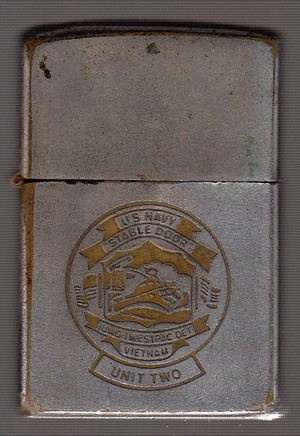 U.S. NAVY
"STABLE DOOR"
IUWG-1 WESTPAC DET
VIETNAM
UNIT TWO